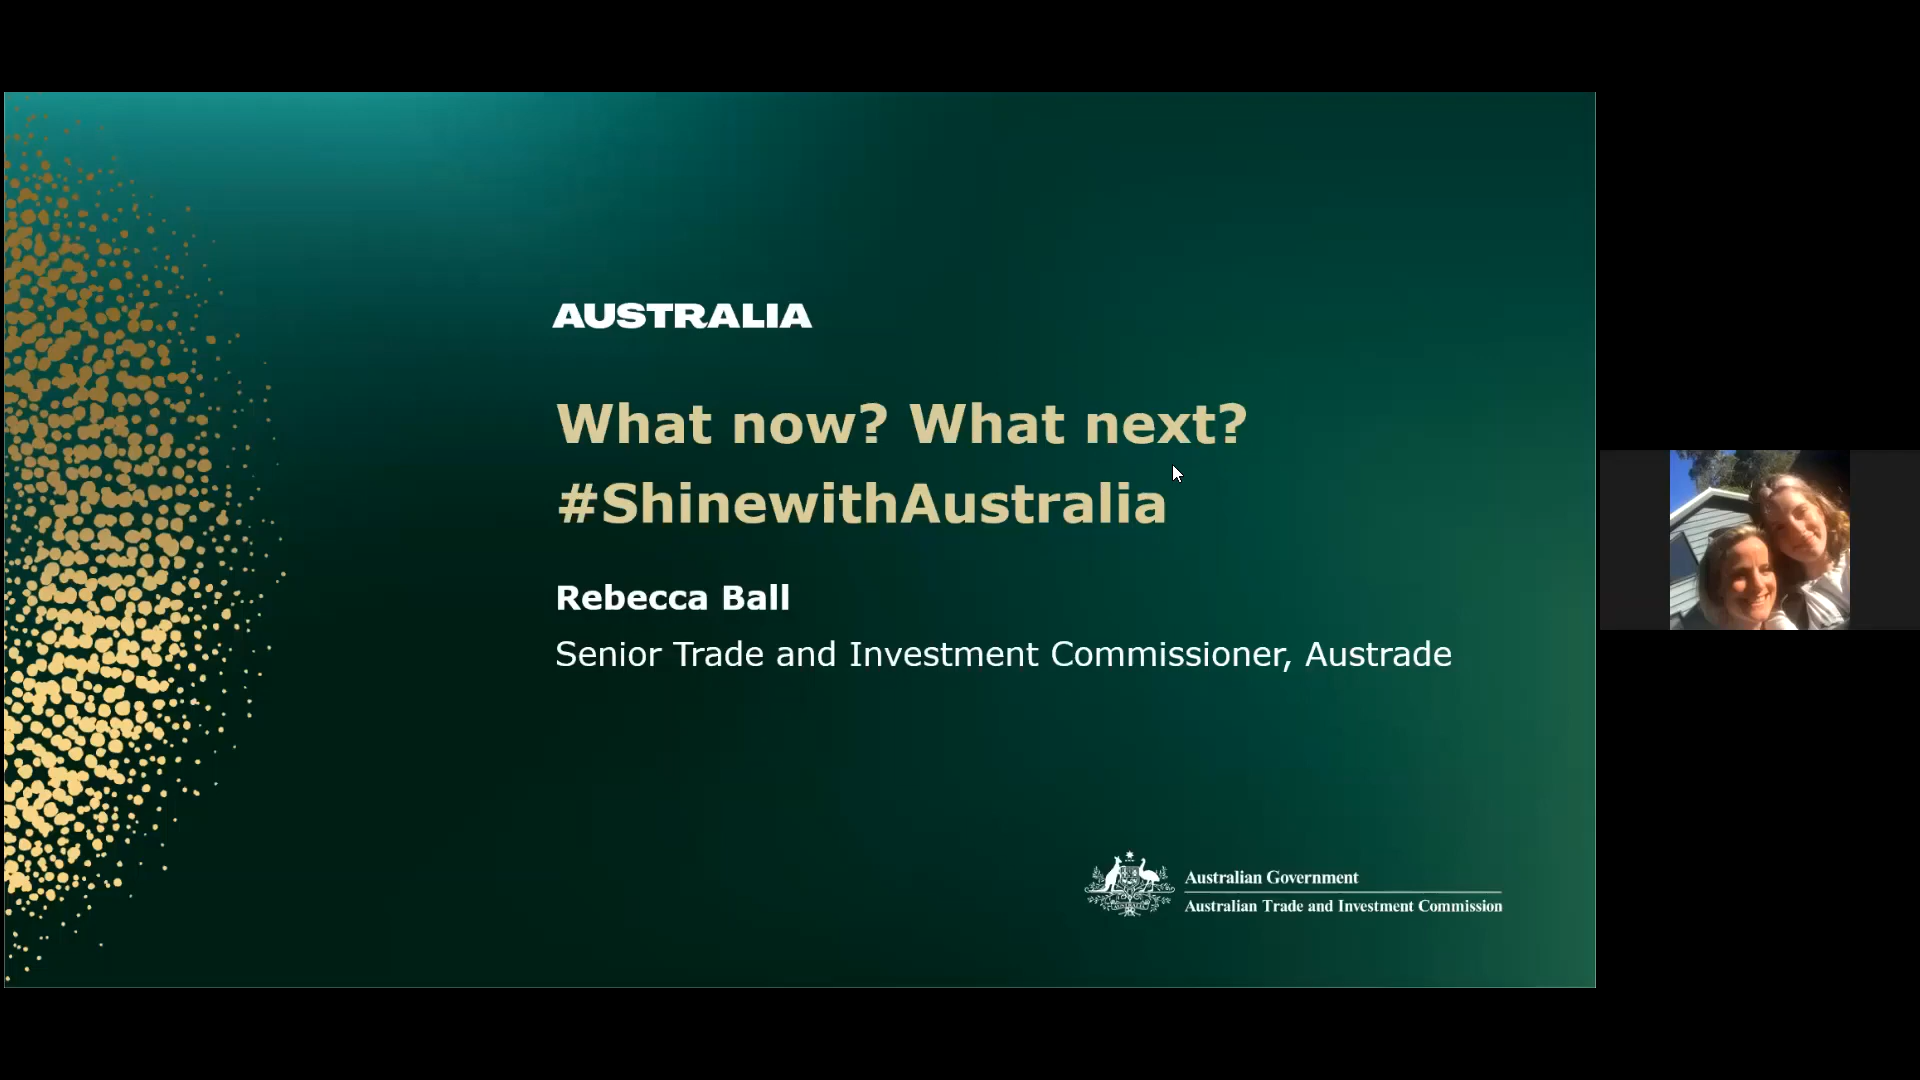 AUSTRALIA
What now? What next?
#ShinewithAustralia
Rebecca Ball
Senior Trade and Investment Commissioner, Austrade
Australian Government
Australian Trade and Investment Commission